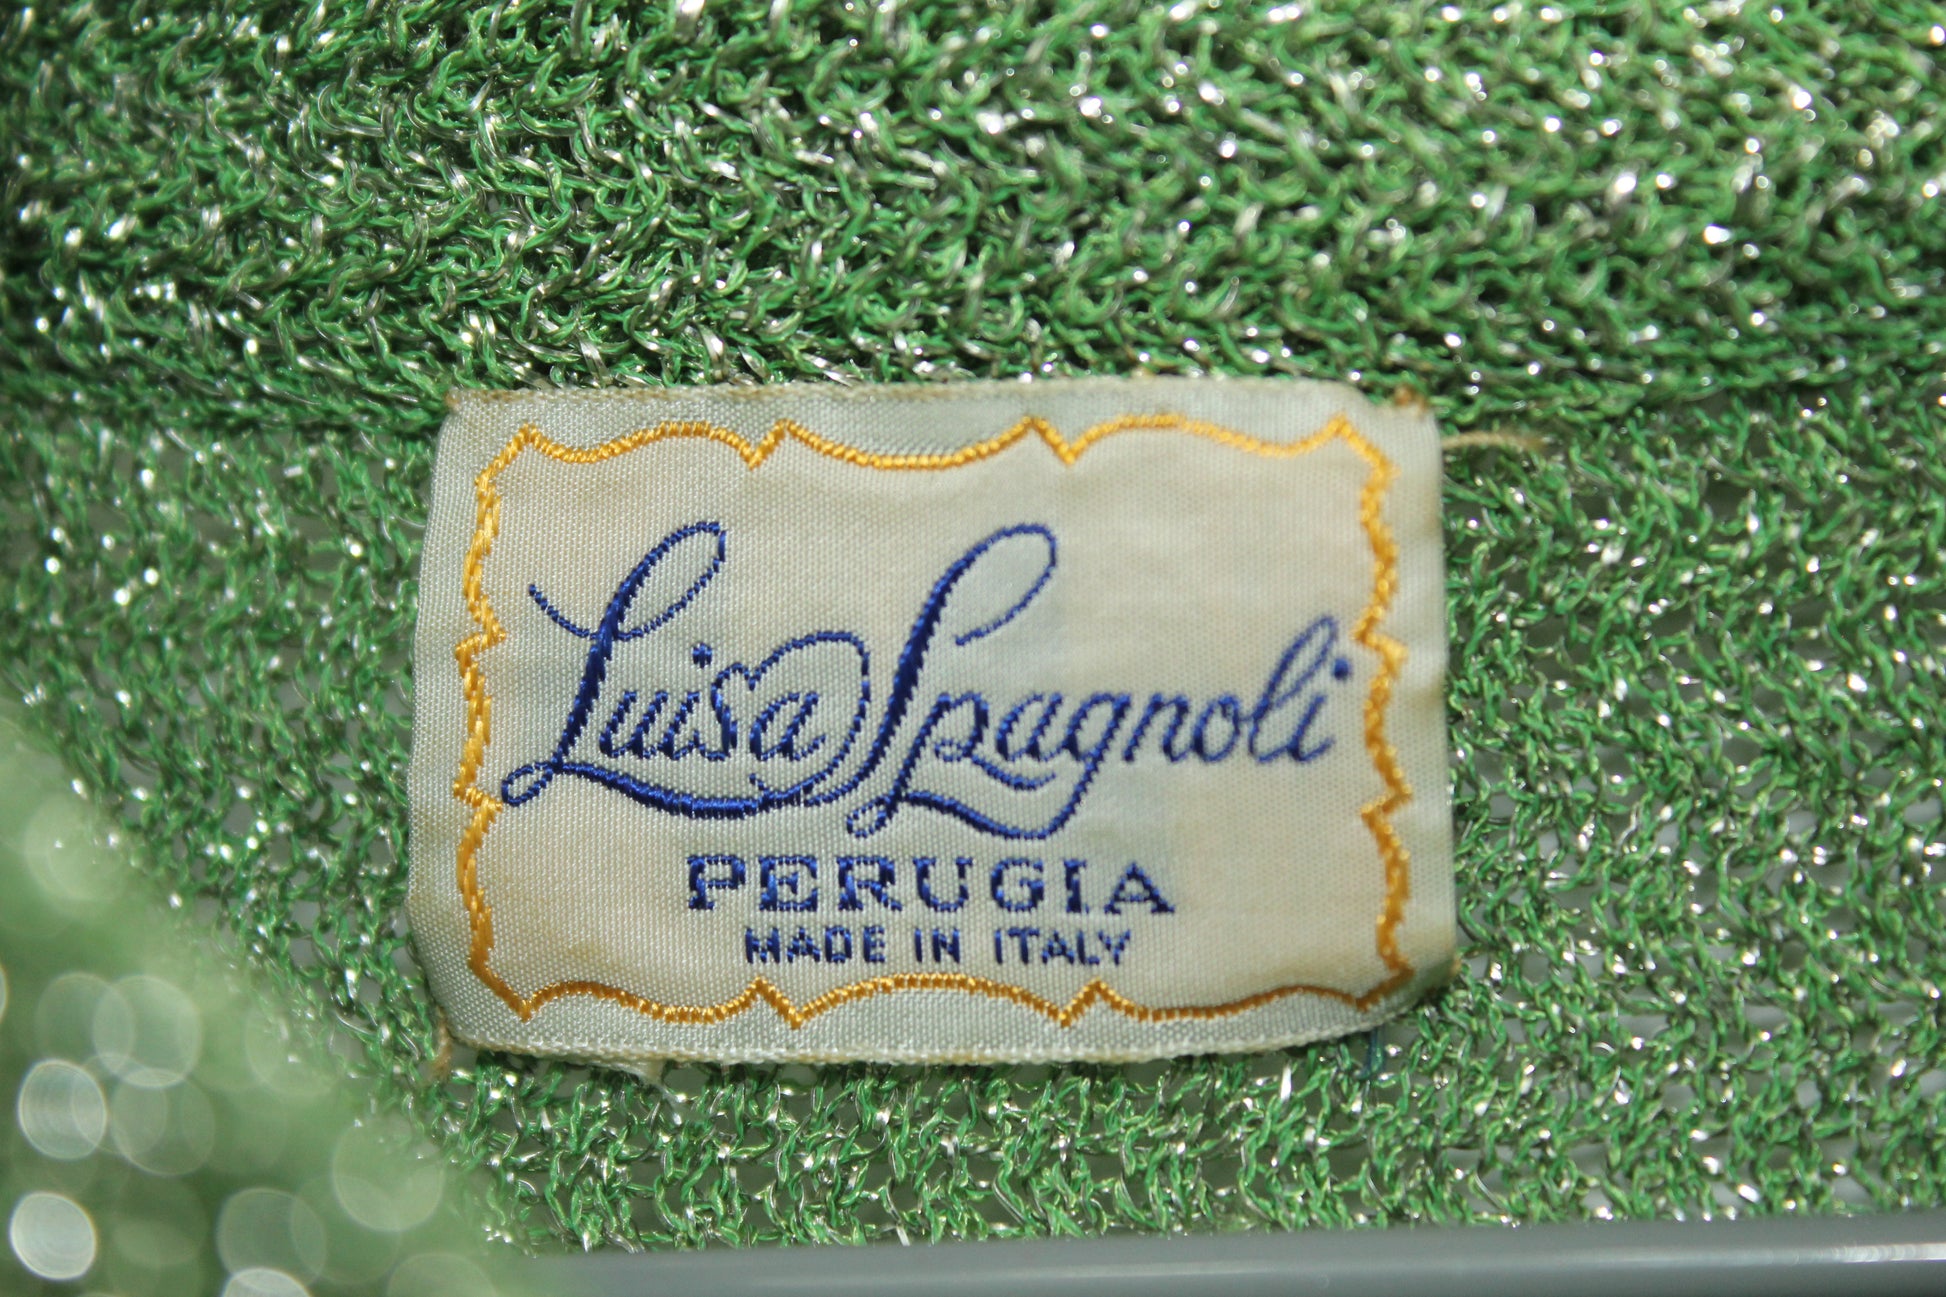 Luisa Spagnoli
PERUGIA
MADE IN ITALY